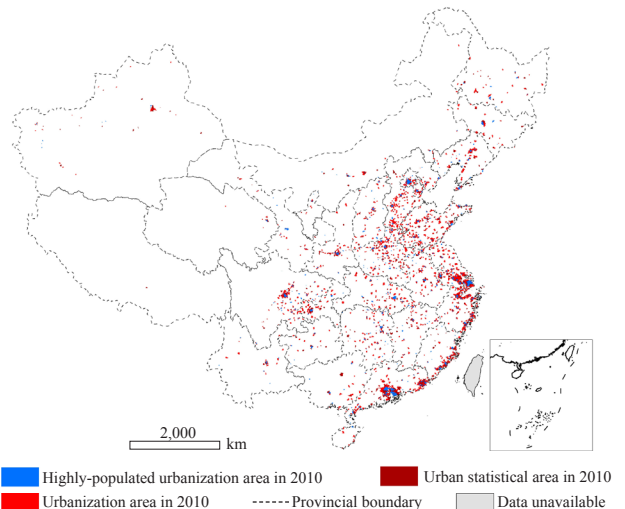 2,000
km
Highly-populated urbanization area in 2010
Urban statistical area in 2010
Urbanization area in 2010
Provincial boundary
Data unavailable